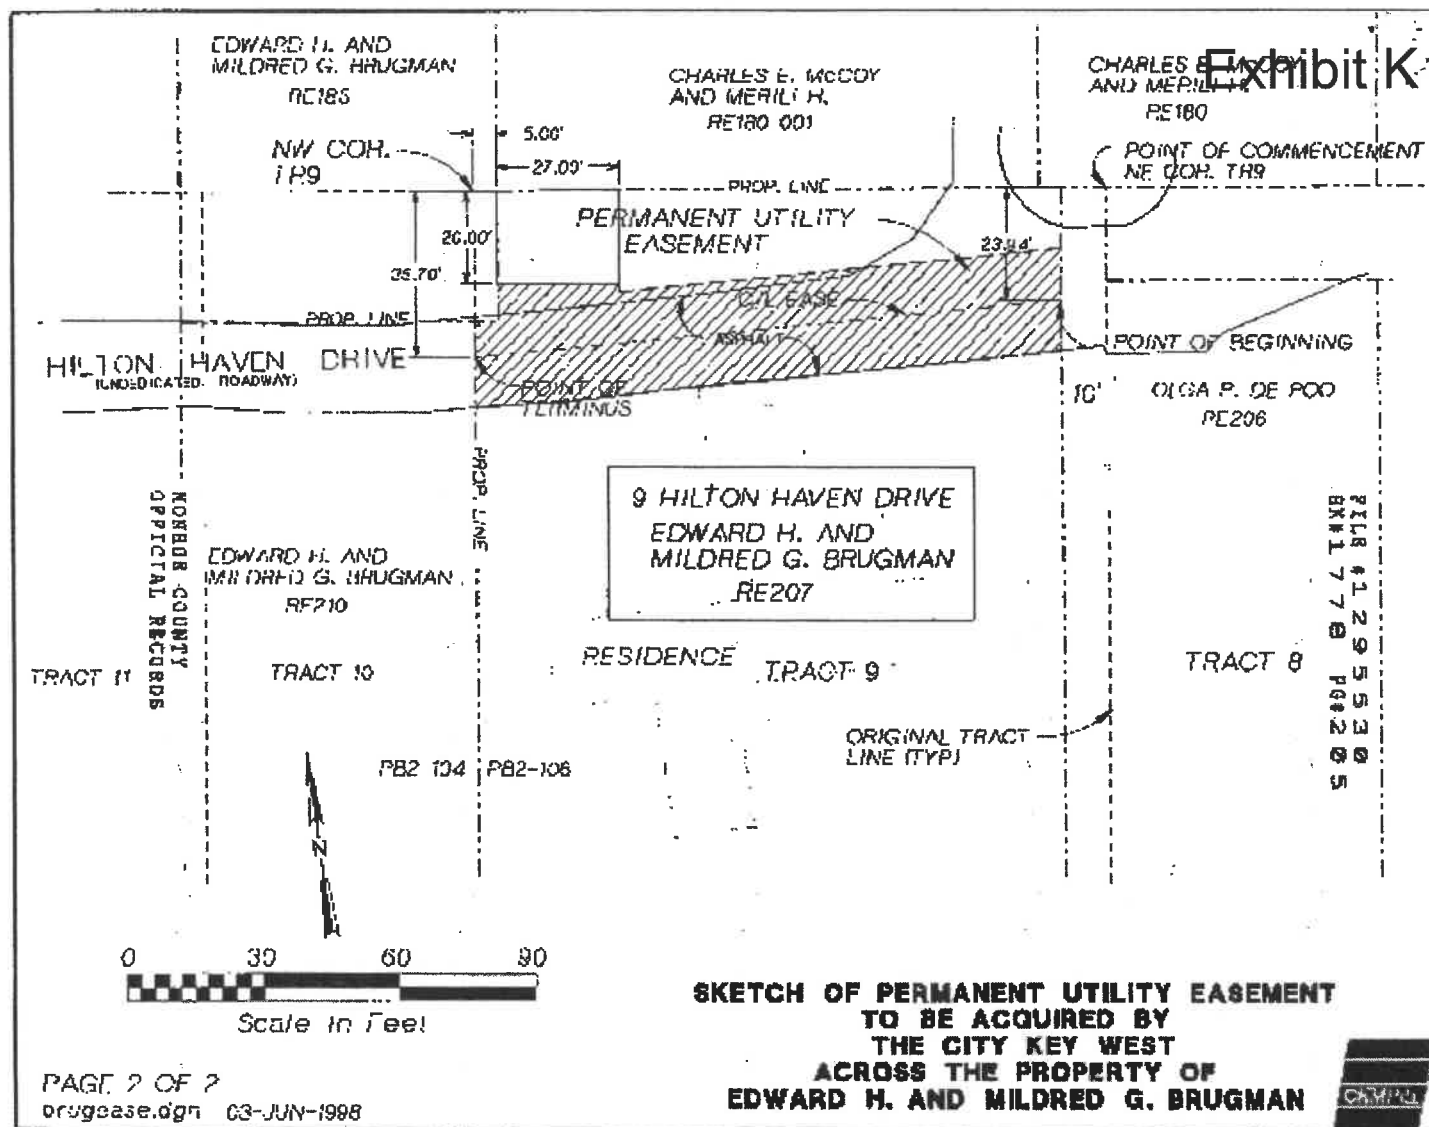 Exhibit K
EDWARD H. AND
MILDRED G. BRUGMAN
RE185
CHARLES E. McCOY
AND MERILI H.
RE180 001
CHARLES E. McCOY
AND MERILI H.
RE180
NW COR.
TR9
5.00'
27.00'
PROP. LINE
POINT OF COMMENCEMENT
NE COR. TR9
PERMANENT UTILITY
EASEMENT
26.00'
35.70'
23.94'
PROP. LINE
C/L EASE
ASPHALT
HILTON HAVEN DRIVE
(UNDEDICATED ROADWAY)
POINT OF
TERMINUS
POINT OF BEGINNING
10'
OLGA P. DE POO
RE206
PROP. LINE
9 HILTON HAVEN DRIVE
EDWARD H. AND
MILDRED G. BRUGMAN
RE207
MONROE COUNTY
OFFICIAL RECORDS
FILE #1295530
BK#1778 PG#205
EDWARD H. AND
MILDRED G. BRUGMAN
RE210
TRACT 11
TRACT 10
RESIDENCE
TRACT 9
TRACT 8
ORIGINAL TRACT
LINE (TYP)
PB2-104
PB2-106
N
0 30 60 90
Scale in Feet
SKETCH OF PERMANENT UTILITY EASEMENT
TO BE ACQUIRED BY
THE CITY KEY WEST
ACROSS THE PROPERTY OF
EDWARD H. AND MILDRED G. BRUGMAN
PAGE 2 OF 2
brugease.dgn 03-JUN-1998